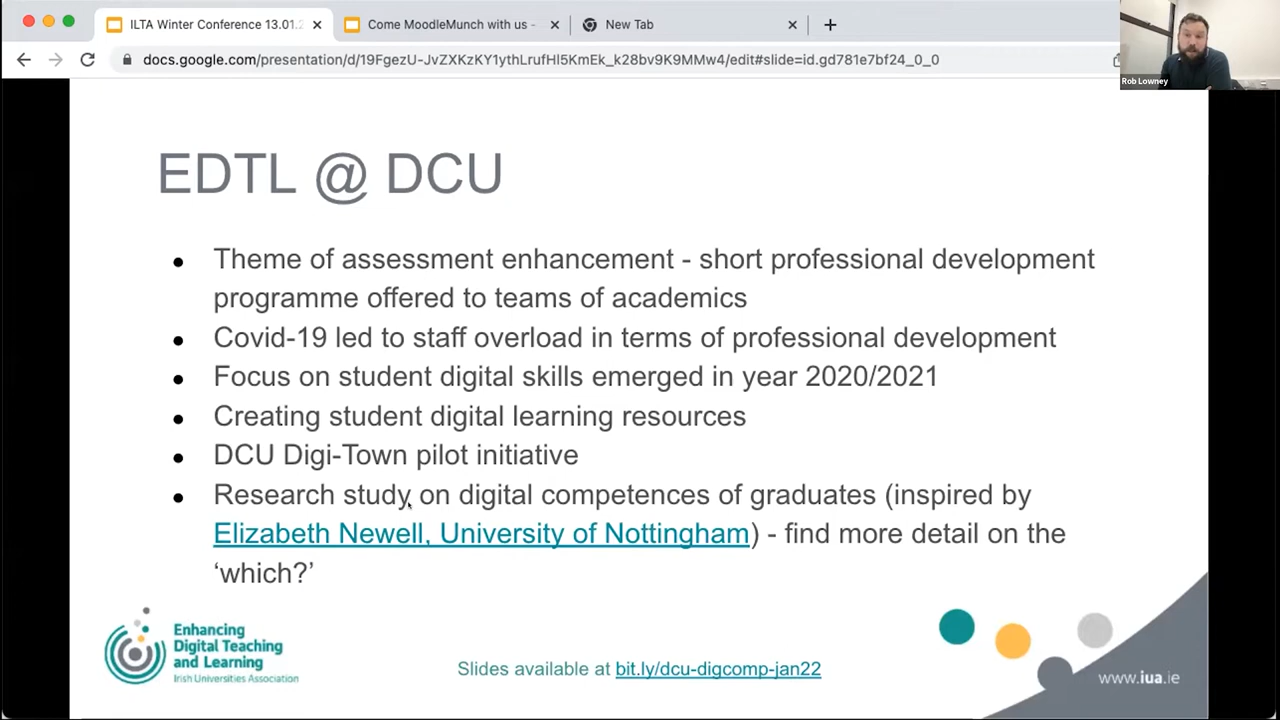 ILTA Winter Conference 13.01.2
Come MoodleMunch with us -
New Tab
docs.google.com/presentation/d/19FgezU-JvZXKzKY1ythLrufHl5KmEk_k28bv9K9MMw4/edit#slide=id.gd781e7bf24_0_0
Rob Lowney
EDTL @ DCU
● Theme of assessment enhancement - short professional development
programme offered to teams of academics
● Covid-19 led to staff overload in terms of professional development
● Focus on student digital skills emerged in year 2020/2021
● Creating student digital learning resources
● DCU Digi-Town pilot initiative
● Research study on digital competences of graduates (inspired by
Elizabeth Newell, University of Nottingham) - find more detail on the
‘which?’
Enhancing
Digital Teaching
and Learning
Irish Universities Association
Slides available at bit.ly/dcu-digcomp-jan22
www.iua.ie